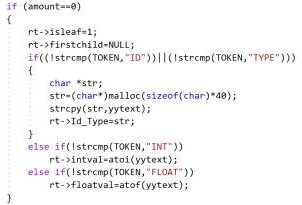 if (amount==0)
{
rt->isleaf=1;
rt->firstchild=NULL;
if((!strcmp(TOKEN,"ID"))||(!strcmp(TOKEN,"TYPE")))
{
char *str;
str=(char*)malloc(sizeof(char)*40);
strcpy(str,yytext);
rt->Id_Type=str;
}
else if(!strcmp(TOKEN,"INT"))
rt->intval=atoi(yytext);
else if(!strcmp(TOKEN,"FLOAT"))
rt->floatval=atof(yytext);
}